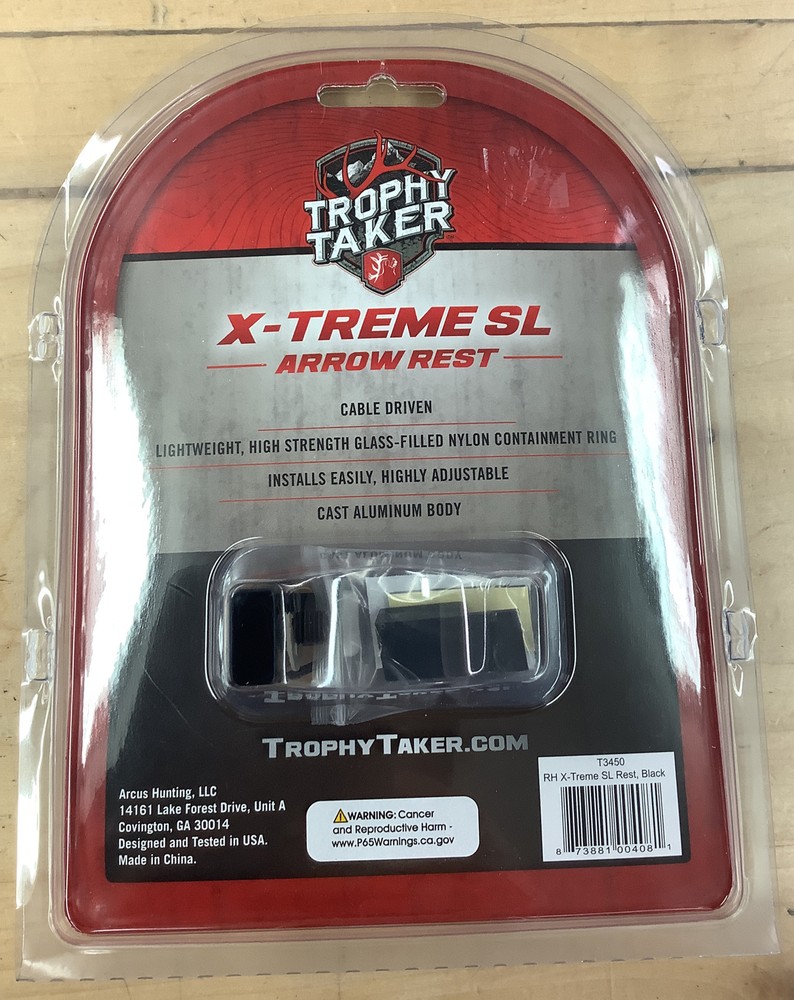 TROPHY
TAKER
X-TREME SL
ARROW REST
CABLE DRIVEN
LIGHTWEIGHT, HIGH STRENGTH GLASS-FILLED NYLON CONTAINMENT RING
INSTALLS EASILY, HIGHLY ADJUSTABLE
CAST ALUMINUM BODY
TROPHYTAKER.COM
Arcus Hunting, LLC
14161 Lake Forest Drive, Unit A
Covington, GA 30014
Designed and Tested in USA.
Made in China.
⚠WARNING: Cancer
and Reproductive Harm -
www.P65Warnings.ca.gov
T3450
RH X-Treme SL Rest, Black
8 73881 00408 1